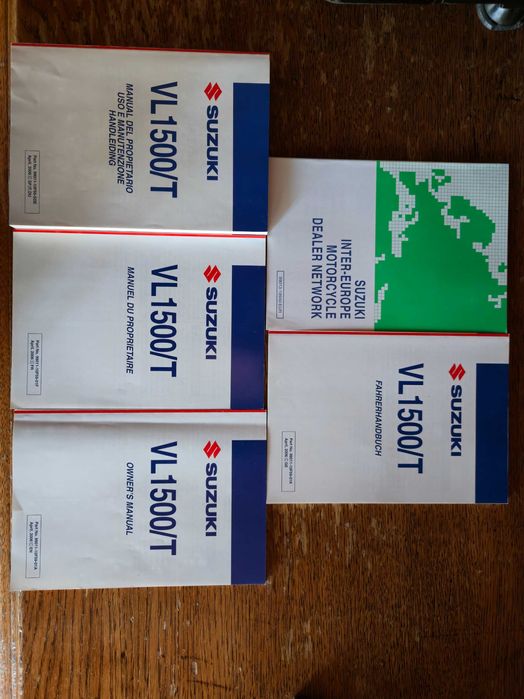 SUZUKI
VL1500/T
MANUAL DEL PROPIETARIO
USO E MANUTENZIONE
HANDLEIDING
SUZUKI
VL1500/T
MANUEL DU PROPRIETAIRE
SUZUKI
VL1500/T
OWNER'S MANUAL
SUZUKI
INTER-EUROPE
MOTORCYCLE
DEALER NETWORK
SUZUKI
VL1500/T
FAHRERHANDBUCH